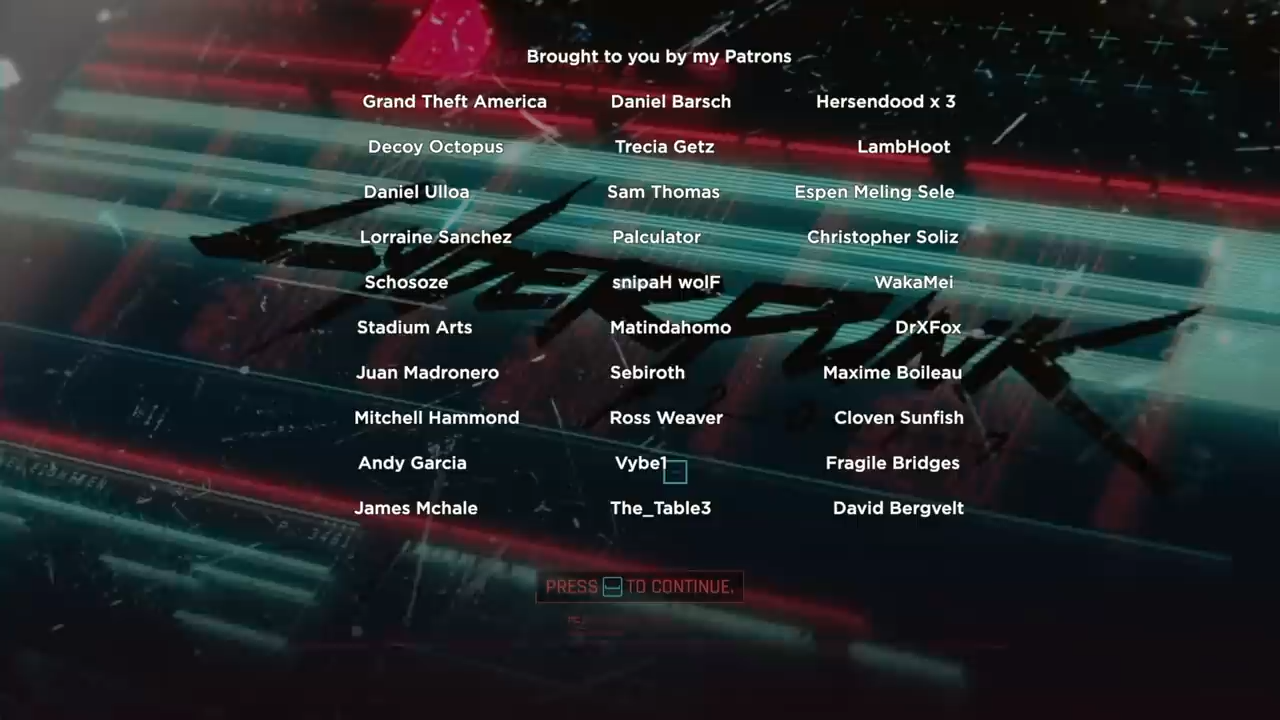 Brought to you by my Patrons
Grand Theft America Daniel Barsch Hersendood x 3
Decoy Octopus Trecia Getz LambHoot
Daniel Ulloa Sam Thomas Espen Meling Sele
Lorraine Sanchez Palculator Christopher Soliz
Schosoze snipaH wolF WakaMei
Stadium Arts Matindahomo DrXFox
Juan Madronero Sebiroth Maxime Boileau
Mitchell Hammond Ross Weaver Cloven Sunfish
Andy Garcia Vybe1 Fragile Bridges
James Mchale The_Table3 David Bergvelt
CYBERPUNK
PRESS TO CONTINUE.